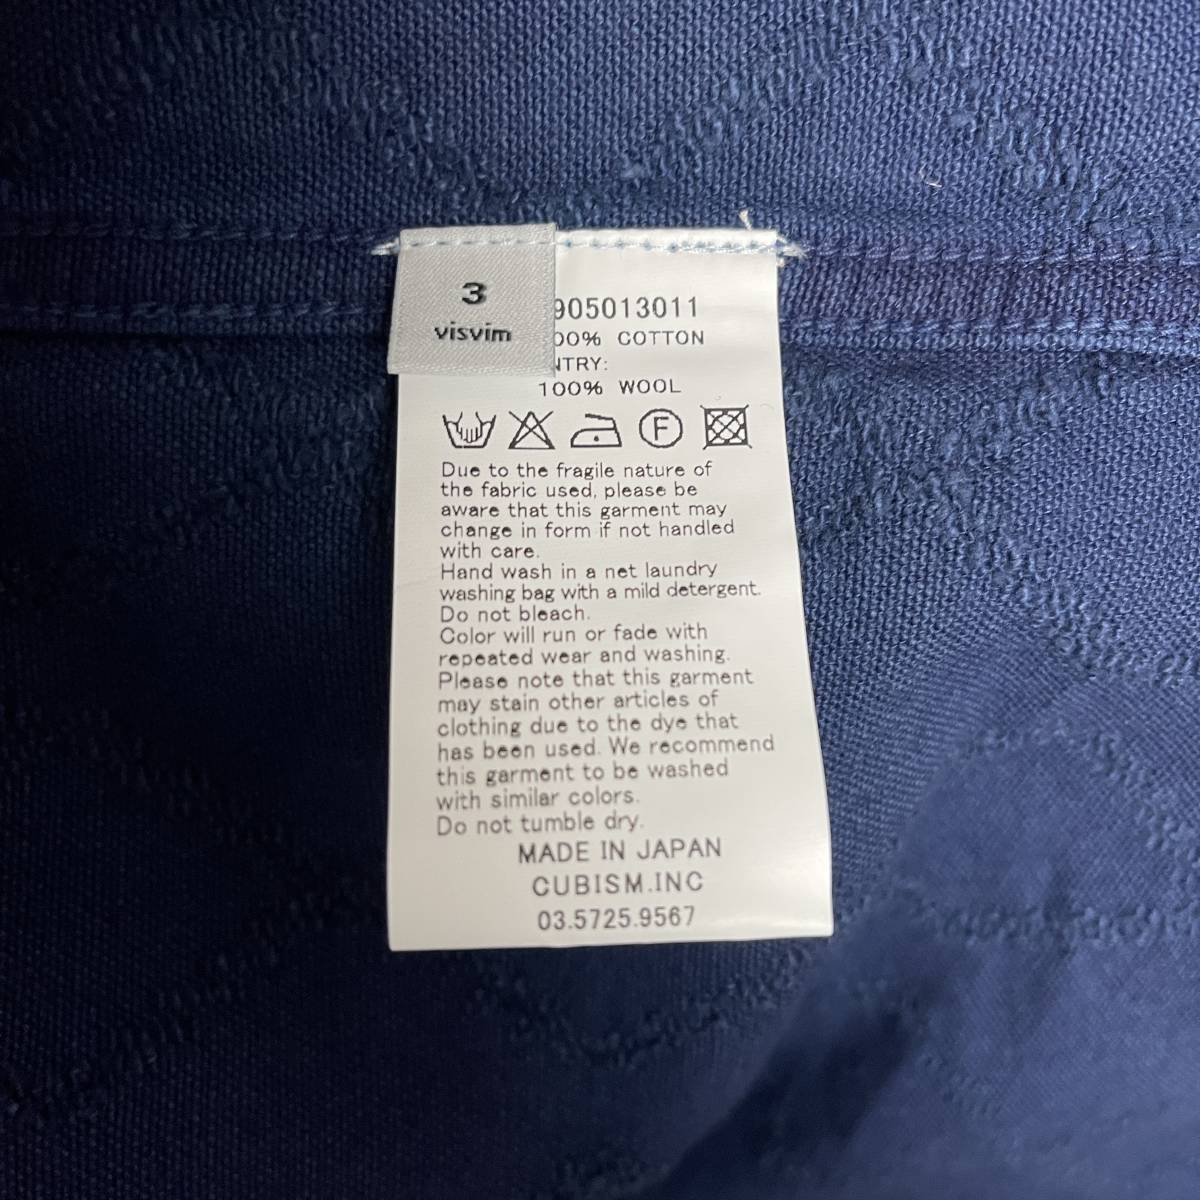 3
visvim
905013011
00% COTTON
NTRY:
100% WOOL
F
Due to the fragile nature of
the fabric used, please be
aware that this garment may
change in form if not handled
with care.
Hand wash in a net laundry
washing bag with a mild detergent.
Do not bleach.
Color will run or fade with
repeated wear and washing.
Please note that this garment
may stain other articles of
clothing due to the dye that
has been used. We recommend
this garment to be washed
with similar colors.
Do not tumble dry.
MADE IN JAPAN
CUBISM.INC
03.5725.9567